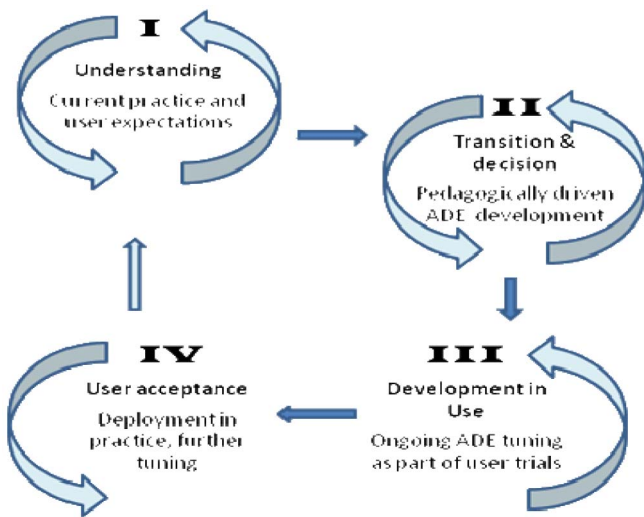 I
Understanding
Current practice and
user expectations
II
Transition &
decision
Pedagogically driven
ADE development
III
Development in
Use
Ongoing ADE tuning
as part of user trials
IV
User acceptance
Deployment in
practice, further
tuning